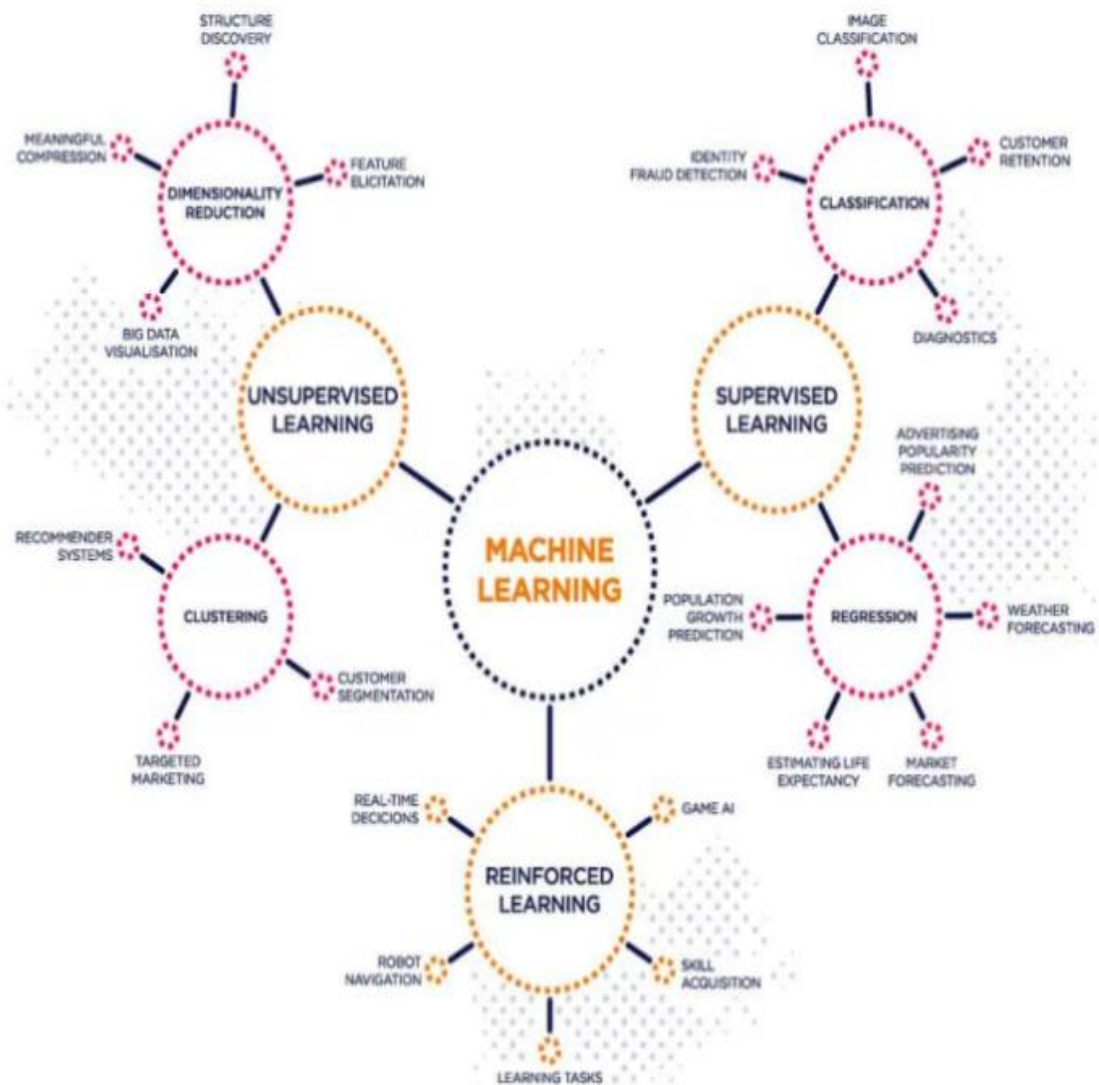 STRUCTURE
DISCOVERY
MEANINGFUL
COMPRESSION
FEATURE
ELICITATION
DIMENSIONALITY
REDUCTION
BIG DATA
VISUALISATION
IMAGE
CLASSIFICATION
IDENTITY
FRAUD DETECTION
CUSTOMER
RETENTION
CLASSIFICATION
DIAGNOSTICS
UNSUPERVISED
LEARNING
SUPERVISED
LEARNING
ADVERTISING
POPULARITY
PREDICTION
RECOMMENDER
SYSTEMS
CLUSTERING
CUSTOMER
SEGMENTATION
TARGETED
MARKETING
MACHINE
LEARNING
POPULATION
GROWTH
PREDICTION
REGRESSION
WEATHER
FORECASTING
ESTIMATING LIFE
EXPECTANCY
MARKET
FORECASTING
REAL-TIME
DECICIONS
GAME AI
REINFORCED
LEARNING
ROBOT
NAVIGATION
SKILL
ACQUISITION
LEARNING TASKS